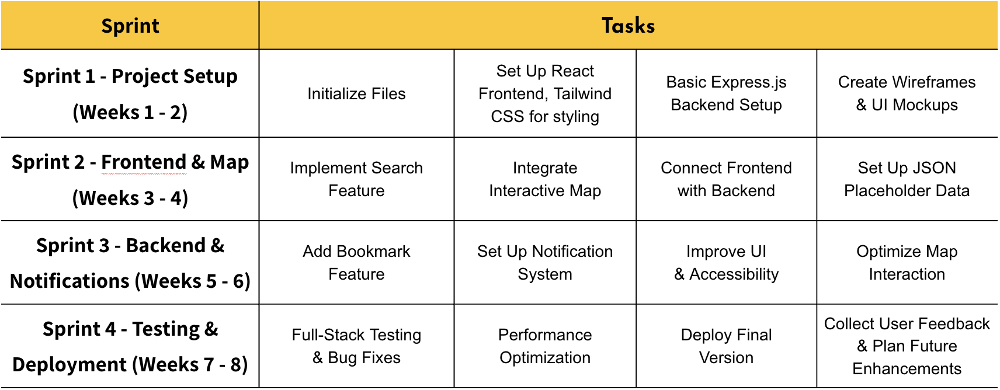 Sprint
Tasks
Sprint 1 - Project Setup
(Weeks 1 - 2)
Initialize Files
Set Up React
Frontend, Tailwind
CSS for styling
Basic Express.js
Backend Setup
Create Wireframes
& UI Mockups
Sprint 2 - Frontend & Map
(Weeks 3 - 4)
Implement Search
Feature
Integrate
Interactive Map
Connect Frontend
with Backend
Set Up JSON
Placeholder Data
Sprint 3 - Backend &
Notifications (Weeks 5 - 6)
Add Bookmark
Feature
Set Up Notification
System
Improve UI
& Accessibility
Optimize Map
Interaction
Sprint 4 - Testing &
Deployment (Weeks 7 - 8)
Full-Stack Testing
& Bug Fixes
Performance
Optimization
Deploy Final
Version
Collect User Feedback
& Plan Future
Enhancements